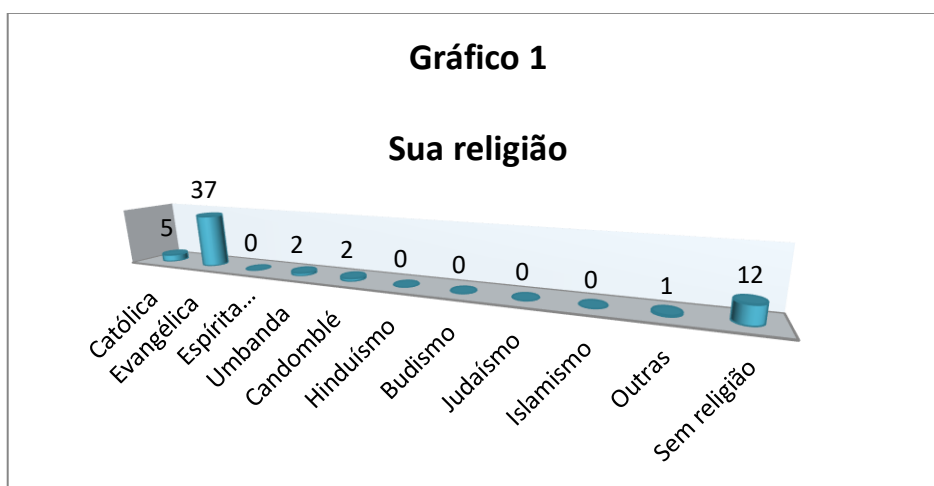 Gráfico 1
Sua religião
37
5
0
2
2
0
0
0
0
1
12
Católica
Evangélica
Espírita...
Umbanda
Candomblé
Hinduísmo
Budismo
Judaísmo
Islamismo
Outras
Sem religião